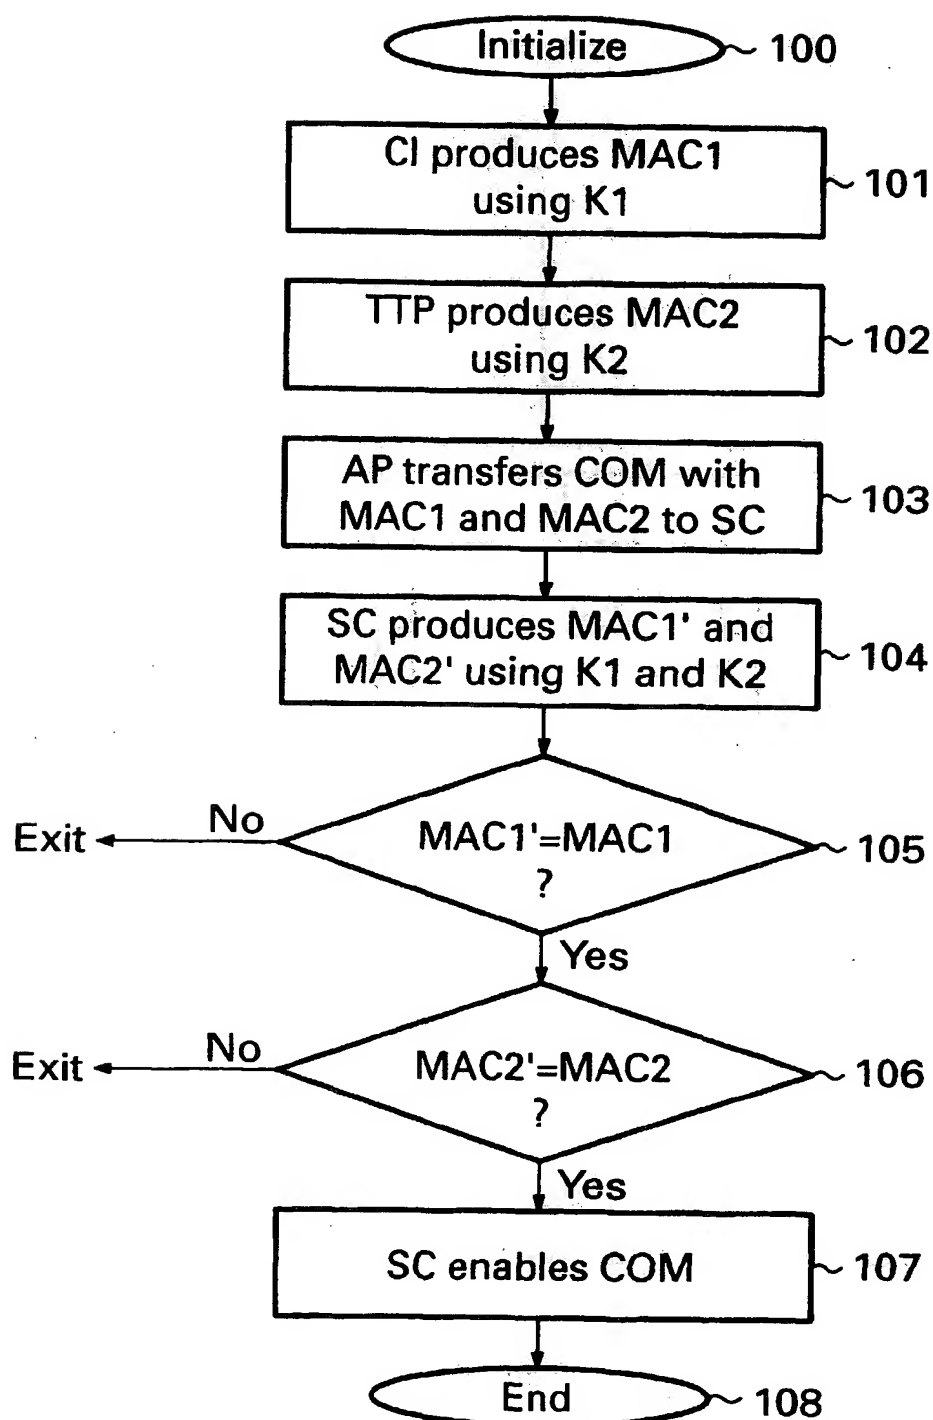 Initialize
100
CI produces MAC1
using K1
101
TTP produces MAC2
using K2
102
AP transfers COM with
MAC1 and MAC2 to SC
103
SC produces MAC1' and
MAC2' using K1 and K2
104
Exit
No
MAC1'=MAC1
?
105
Yes
Exit
No
MAC2'=MAC2
?
106
Yes
SC enables COM
107
End
108